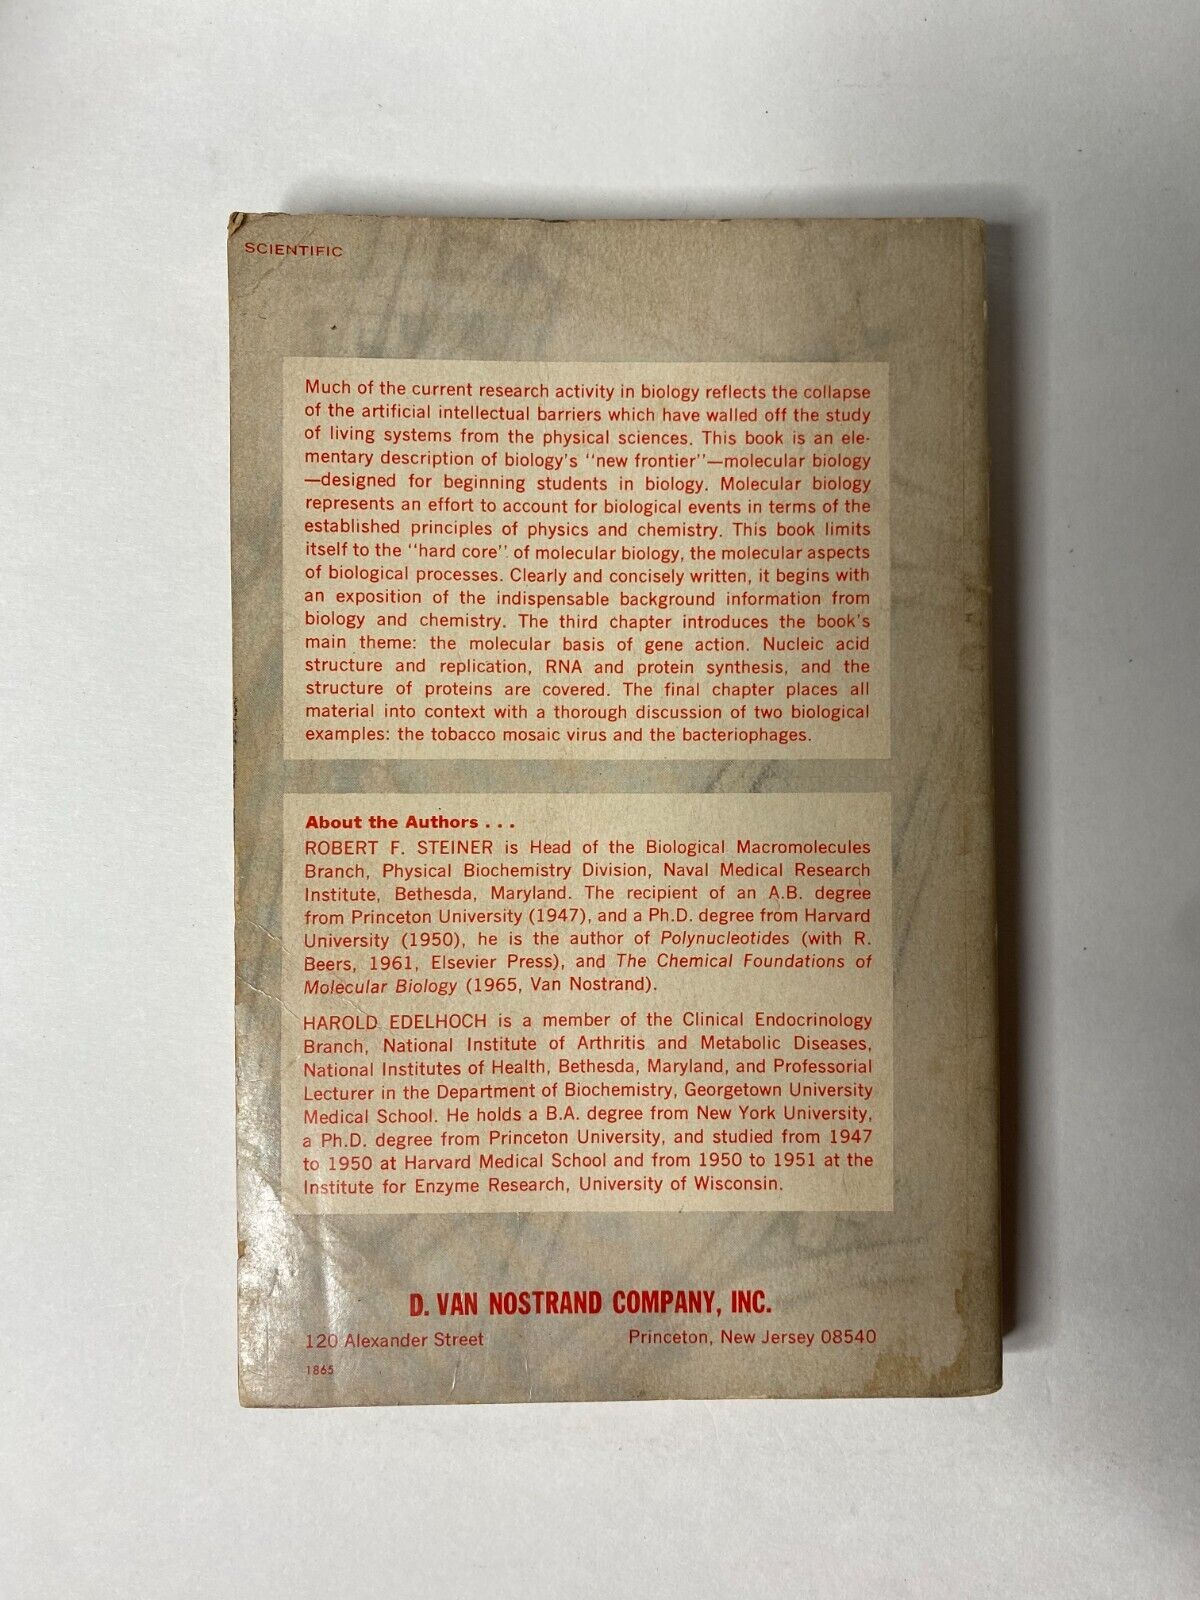 SCIENTIFIC
Much of the current research activity in biology reflects the collapse
of the artificial intellectual barriers which have walled off the study
of living systems from the physical sciences. This book is an ele-
mentary description of biology's "new frontier"—molecular biology
—designed for beginning students in biology. Molecular biology
represents an effort to account for biological events in terms of the
established principles of physics and chemistry. This book limits
itself to the "hard core" of molecular biology, the molecular aspects
of biological processes. Clearly and concisely written, it begins with
an exposition of the indispensable background information from
biology and chemistry. The third chapter introduces the book's
main theme: the molecular basis of gene action. Nucleic acid
structure and replication, RNA and protein synthesis, and the
structure of proteins are covered. The final chapter places all
material into context with a thorough discussion of two biological
examples: the tobacco mosaic virus and the bacteriophages.
About the Authors . . .
ROBERT F. STEINER is Head of the Biological Macromolecules
Branch, Physical Biochemistry Division, Naval Medical Research
Institute, Bethesda, Maryland. The recipient of an A.B. degree
from Princeton University (1947), and a Ph.D. degree from Harvard
University (1950), he is the author of Polynucleotides (with R.
Beers, 1961, Elsevier Press), and The Chemical Foundations of
Molecular Biology (1965, Van Nostrand).
HAROLD EDELHOCH is a member of the Clinical Endocrinology
Branch, National Institute of Arthritis and Metabolic Diseases,
National Institutes of Health, Bethesda, Maryland, and Professorial
Lecturer in the Department of Biochemistry, Georgetown University
Medical School. He holds a B.A. degree from New York University,
a Ph.D. degree from Princeton University, and studied from 1947
to 1950 at Harvard Medical School and from 1950 to 1951 at the
Institute for Enzyme Research, University of Wisconsin.
D. VAN NOSTRAND COMPANY, INC.
120 Alexander Street Princeton, New Jersey 08540
1865